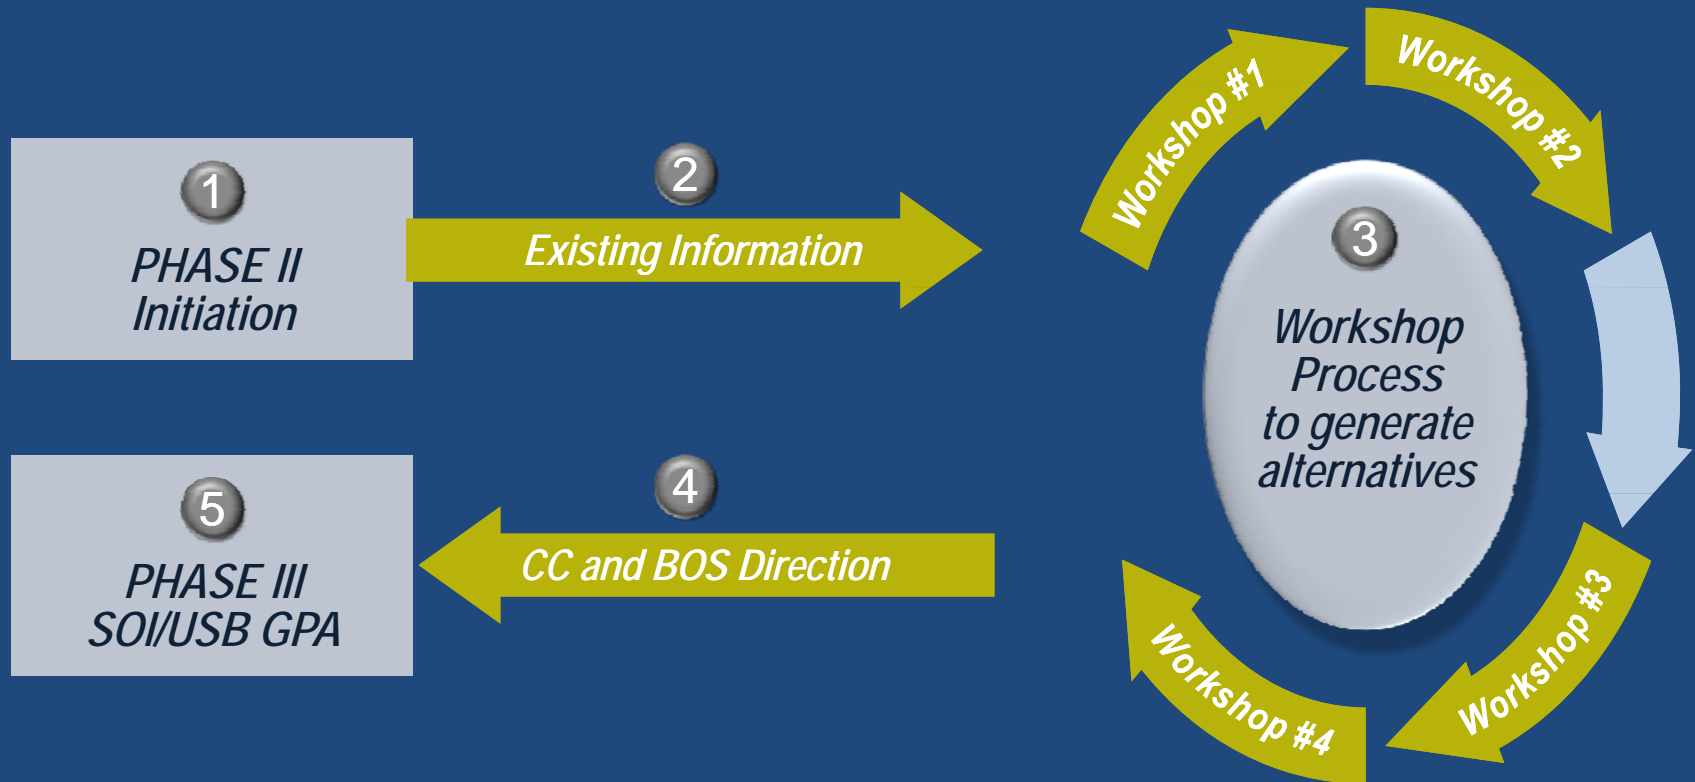 1
PHASE II
Initiation
2
Existing Information
Workshop #1
Workshop #2
3
Workshop
Process
to generate
alternatives
Workshop #3
Workshop #4
4
CC and BOS Direction
5
PHASE III
SOI/USB GPA